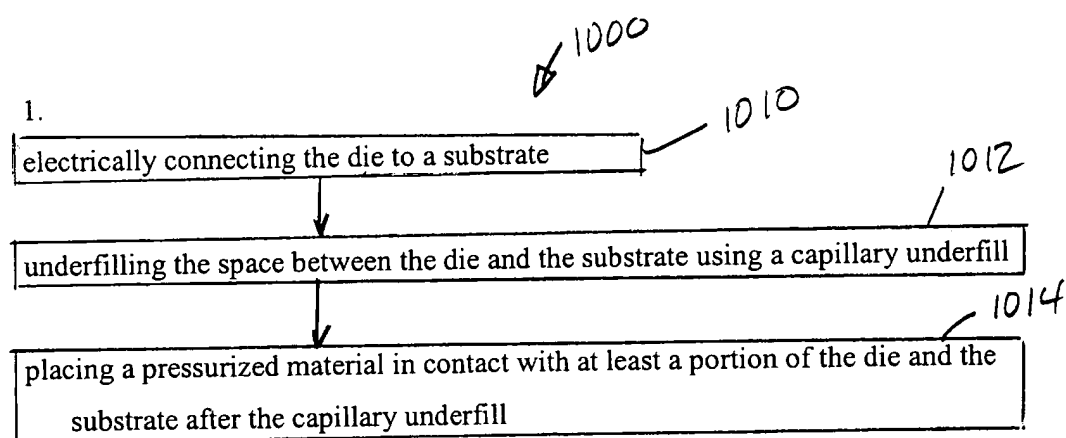 1000
1.
1010
electrically connecting the die to a substrate
1012
underfilling the space between the die and the substrate using a capillary underfill
1014
placing a pressurized material in contact with at least a portion of the die and the
substrate after the capillary underfill